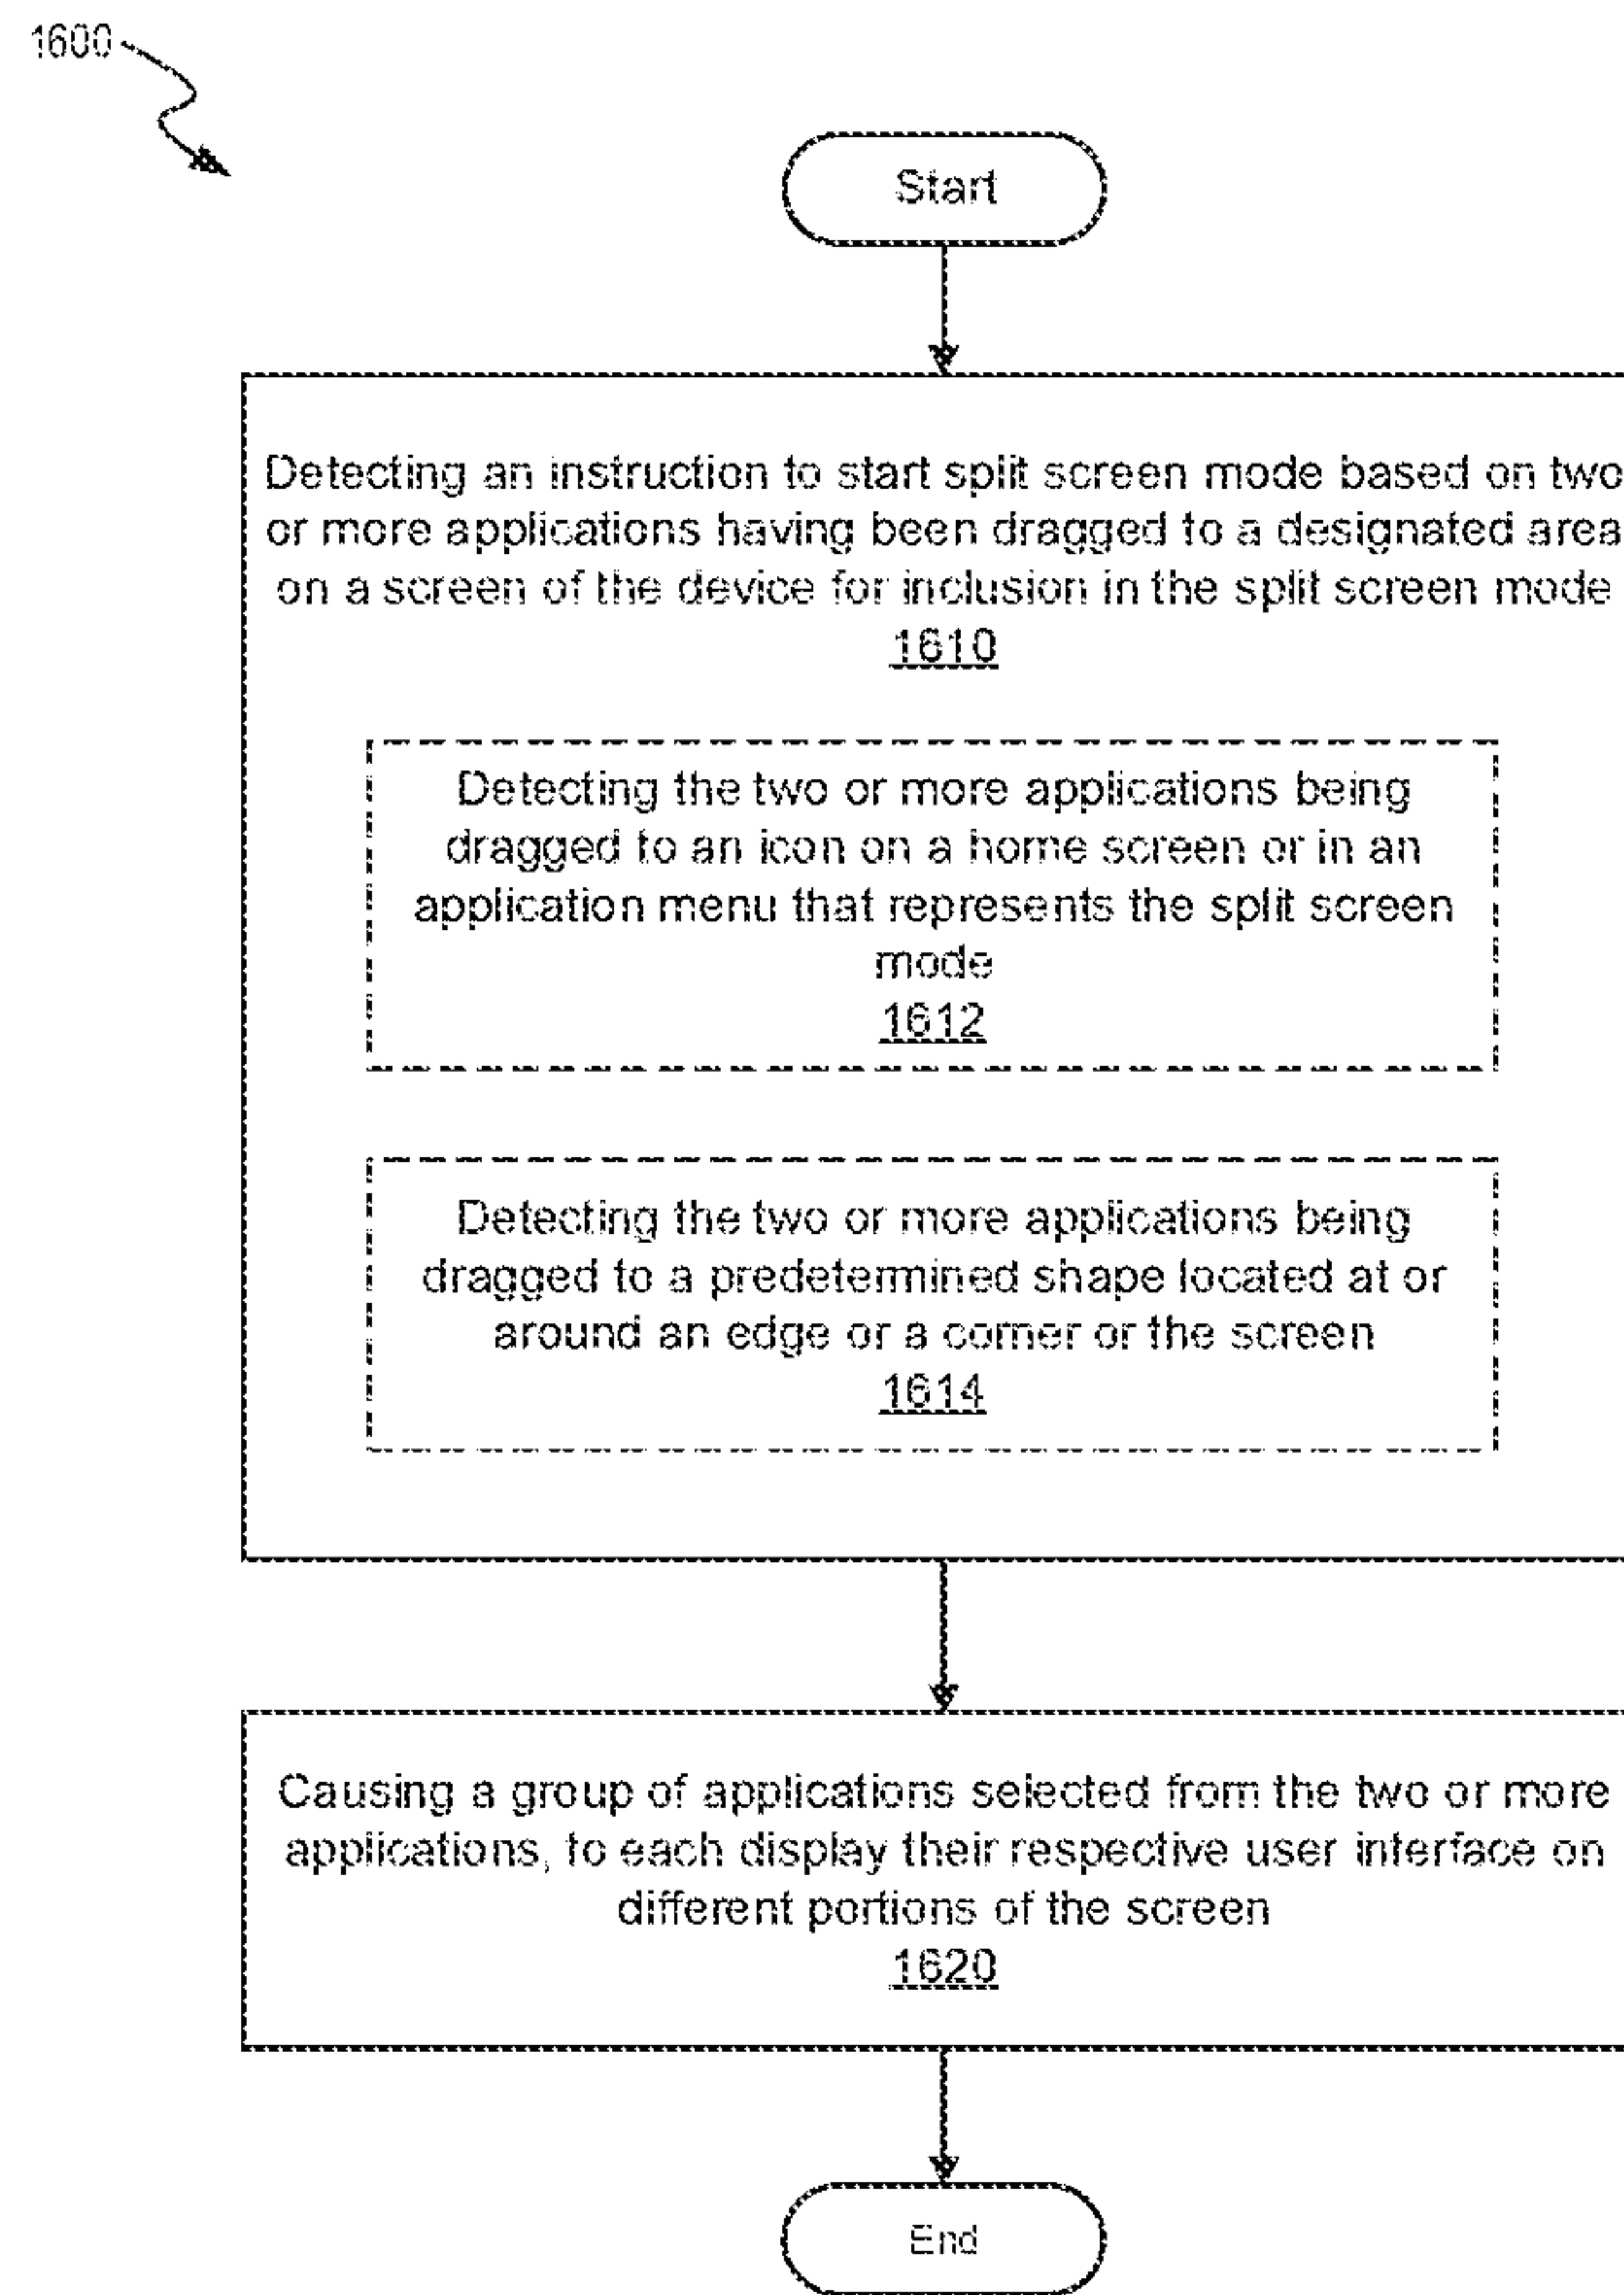 1600
Start
Detecting an instruction to start split screen mode based on two
or more applications having been dragged to a designated area
on a screen of the device for inclusion in the split screen mode
1610
Detecting the two or more applications being
dragged to an icon on a home screen or in an
application menu that represents the split screen
mode
1612
Detecting the two or more applications being
dragged to a predetermined shape located at or
around an edge or a corner or the screen
1614
Causing a group of applications selected from the two or more
applications, to each display their respective user interface on
different portions of the screen
1620
End